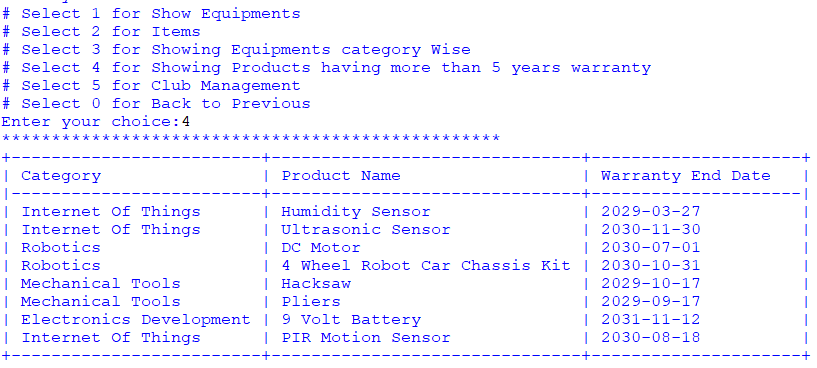 # Select 1 for Show Equipments
# Select 2 for Items
# Select 3 for Showing Equipments category Wise
# Select 4 for Showing Products having more than 5 years warranty
# Select 5 for Club Management
# Select 0 for Back to Previous
Enter your choice:4
**************************************************
+-------------------------+-------------------------------+---------------------+
| Category                | Product Name                  | Warranty End Date   |
|-------------------------+-------------------------------+---------------------|
| Internet Of Things      | Humidity Sensor               | 2029-03-27          |
| Internet Of Things      | Ultrasonic Sensor             | 2030-11-30          |
| Robotics                | DC Motor                      | 2030-07-01          |
| Robotics                | 4 Wheel Robot Car Chassis Kit | 2030-10-31          |
| Mechanical Tools        | Hacksaw                       | 2029-10-17          |
| Mechanical Tools        | Pliers                        | 2029-09-17          |
| Electronics Development | 9 Volt Battery                | 2031-11-12          |
| Internet Of Things      | PIR Motion Sensor             | 2030-08-18          |
+-------------------------+-------------------------------+---------------------+